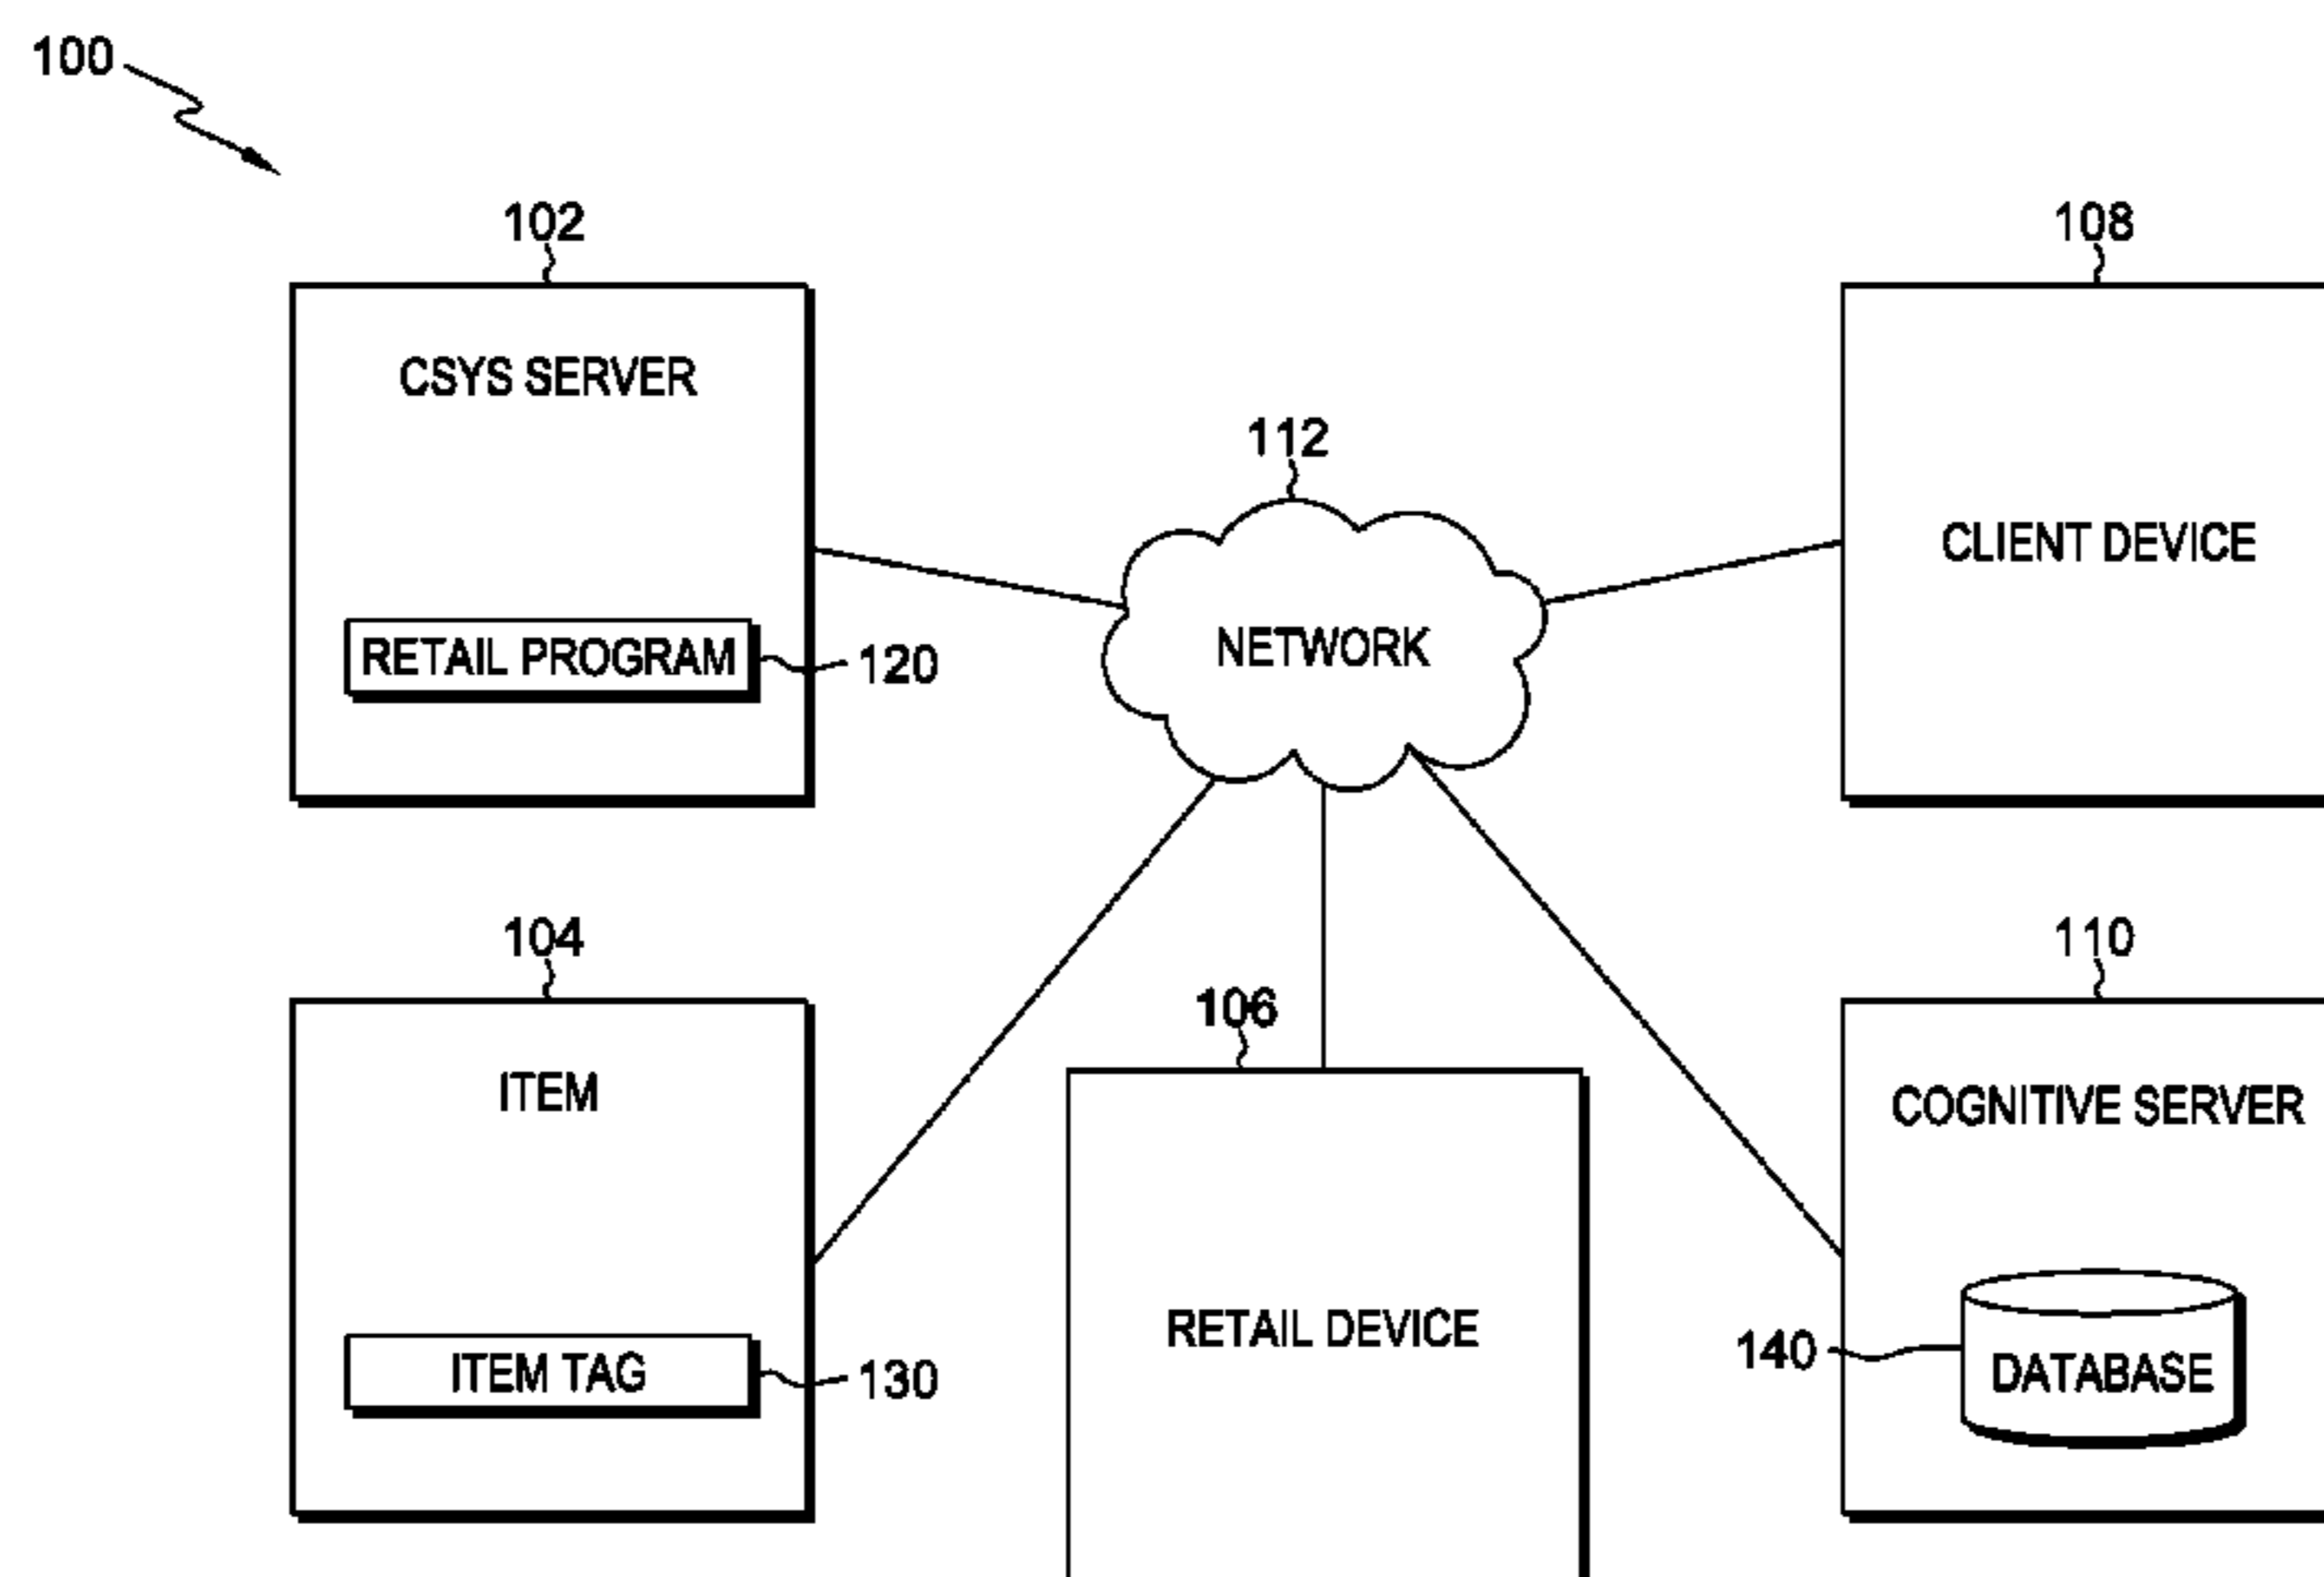 100
102
108
CSYS SERVER
112
CLIENT DEVICE
NETWORK
RETAIL PROGRAM
120
104
110
106
ITEM
COGNITIVE SERVER
RETAIL DEVICE
140
DATABASE
ITEM TAG
130